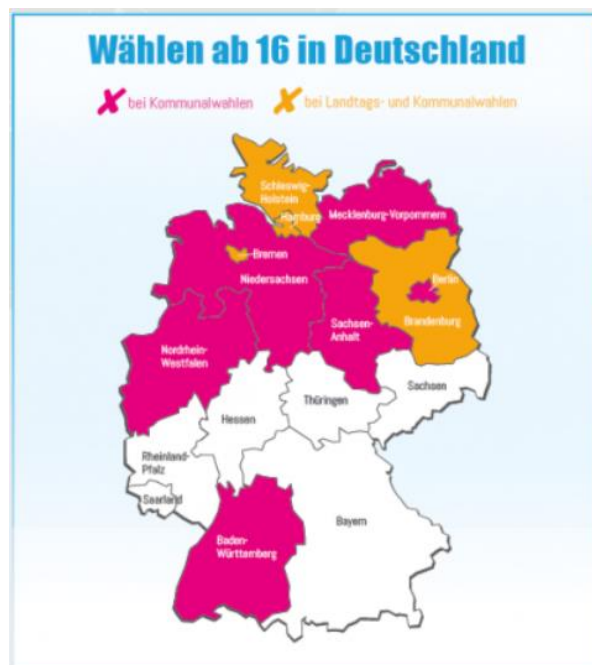 Wählen ab 16 in Deutschland
bei Kommunalwahlen
bei Landtags- und Kommunalwahlen
Schleswig-
Holstein
Hamburg
Mecklenburg-Vorpommern
Bremen
Niedersachsen
Berlin
Brandenburg
Sachsen-
Anhalt
Nordrhein-
Westfalen
Sachsen
Thüringen
Hessen
Rheinland-
Pfalz
Saarland
Bayern
Baden-
Württemberg